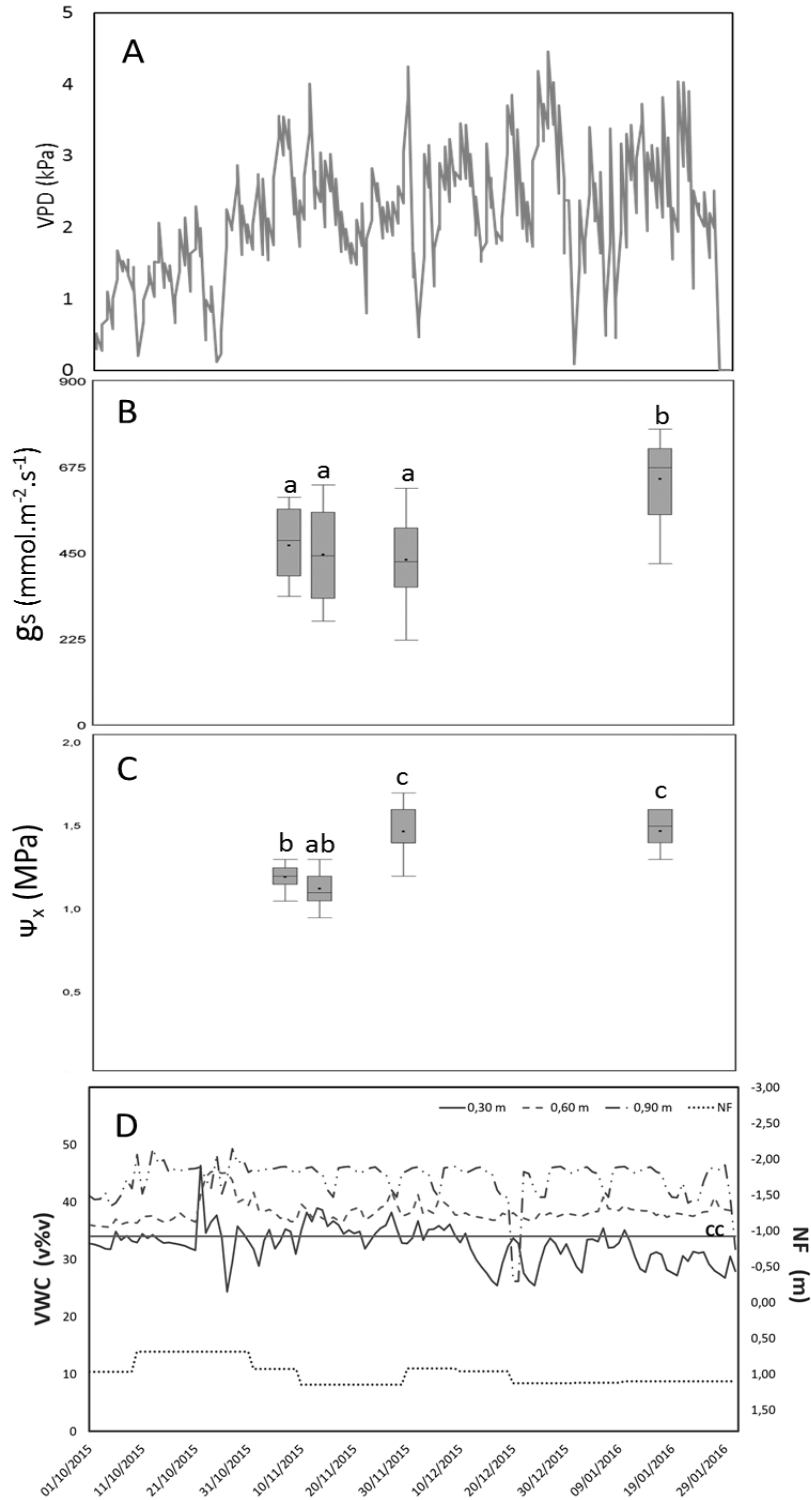 A
5
4
3
2
1
0
VPD (kPa)
B
900
675
450
225
0
gs (mmol.m⁻².s⁻¹)
a
a
a
b
C
2,0
1,5
1,0
0,5
Ψx (MPa)
b
ab
c
c
D
0,30 m
0,60 m
0,90 m
NF
50
40
30
20
10
0
VWC (v%v)
CC
-3,00
-2,50
-2,00
-1,50
-1,00
-0,50
0,00
0,50
1,00
1,50
NF (m)
01/10/2015
11/10/2015
21/10/2015
31/10/2015
10/11/2015
20/11/2015
30/11/2015
10/12/2015
20/12/2015
30/12/2015
09/01/2016
19/01/2016
29/01/2016